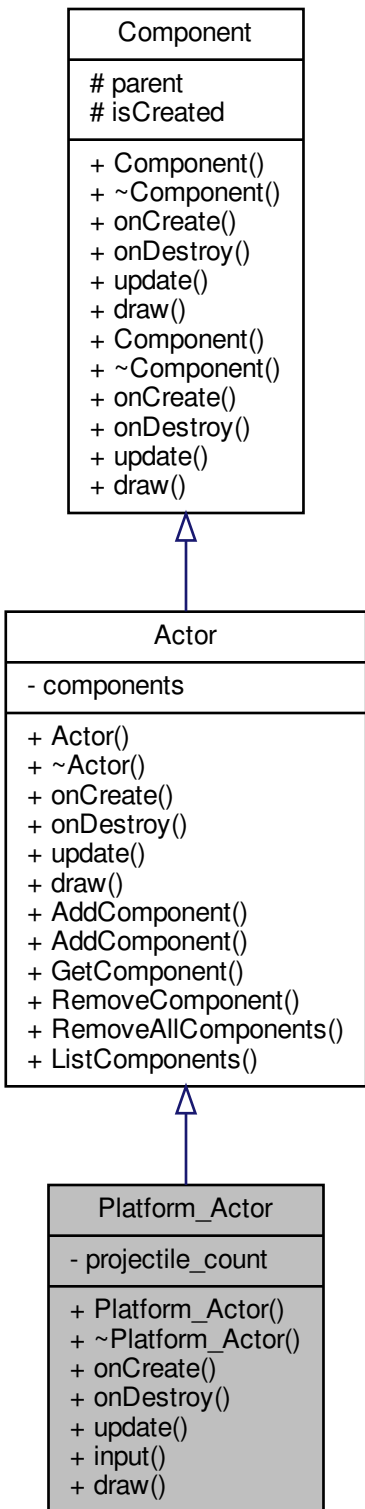 Component
# parent
# isCreated
+ Component()
+ ~Component()
+ onCreate()
+ onDestroy()
+ update()
+ draw()
+ Component()
+ ~Component()
+ onCreate()
+ onDestroy()
+ update()
+ draw()
Actor
- components
+ Actor()
+ ~Actor()
+ onCreate()
+ onDestroy()
+ update()
+ draw()
+ AddComponent()
+ AddComponent()
+ GetComponent()
+ RemoveComponent()
+ RemoveAllComponents()
+ ListComponents()
Platform_Actor
- projectile_count
+ Platform_Actor()
+ ~Platform_Actor()
+ onCreate()
+ onDestroy()
+ update()
+ input()
+ draw()